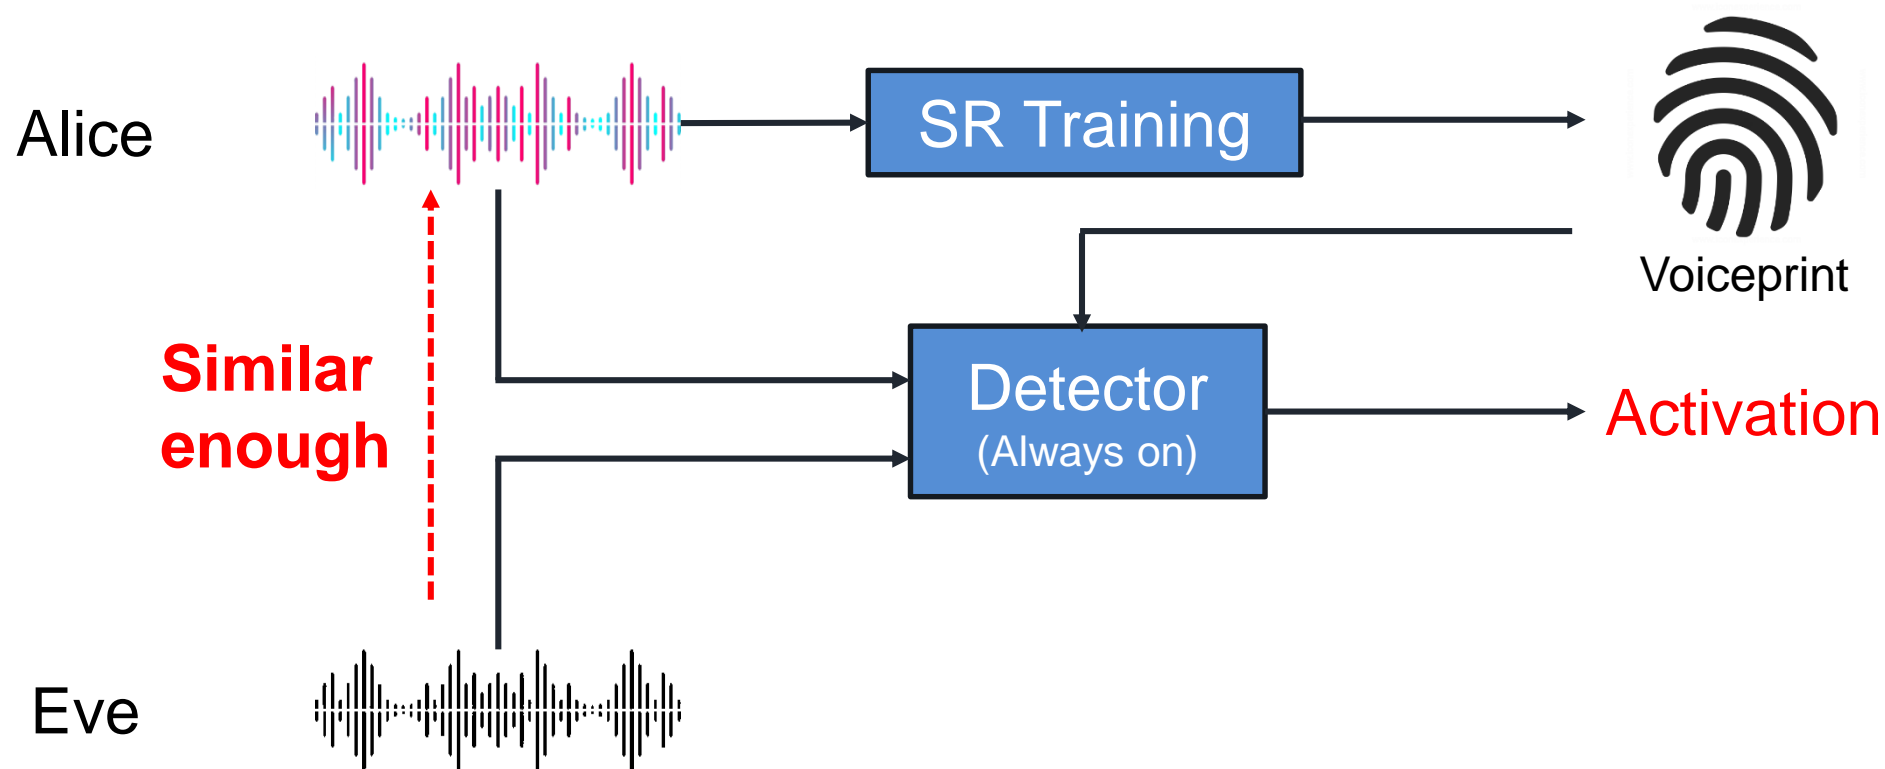 Alice
SR Training
Voiceprint
Similar
enough
Detector
(Always on)
Activation
Eve